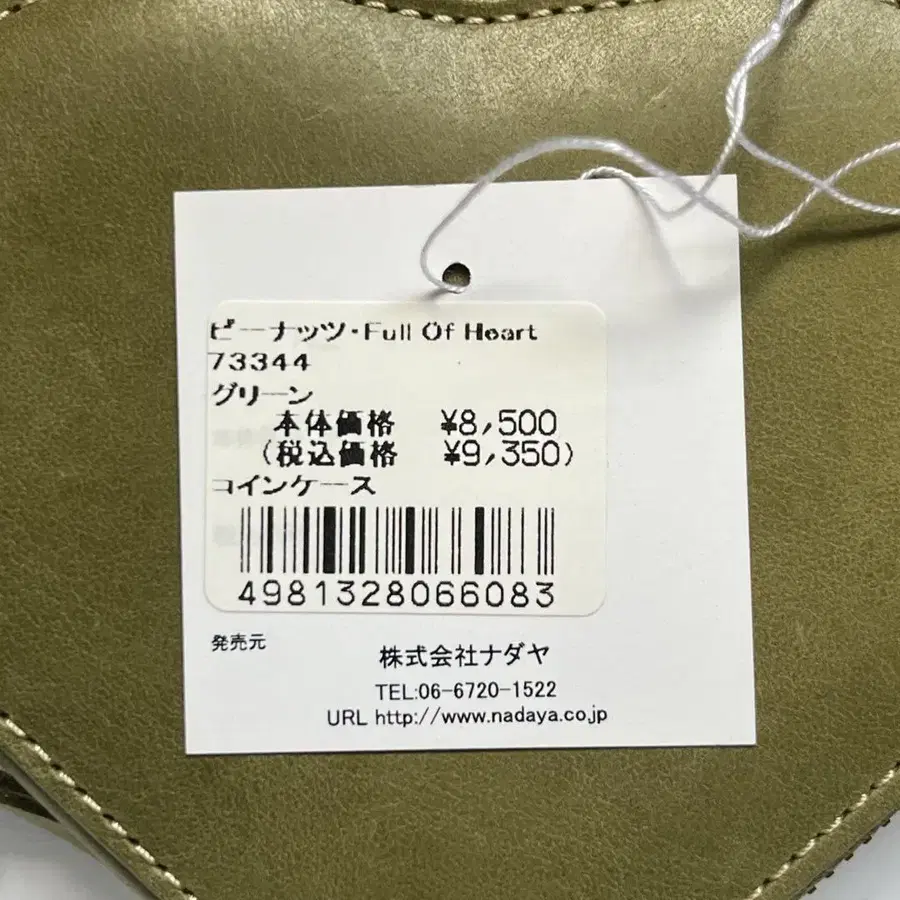 ピーナッツ・Full Of Heart
73344
グリーン
本体価格 ¥8,500
(税込価格 ¥9,350)
コインケース
4981328066083
発売元
株式会社ナダヤ
TEL:06-6720-1522
URL http://www.nadaya.co.jp